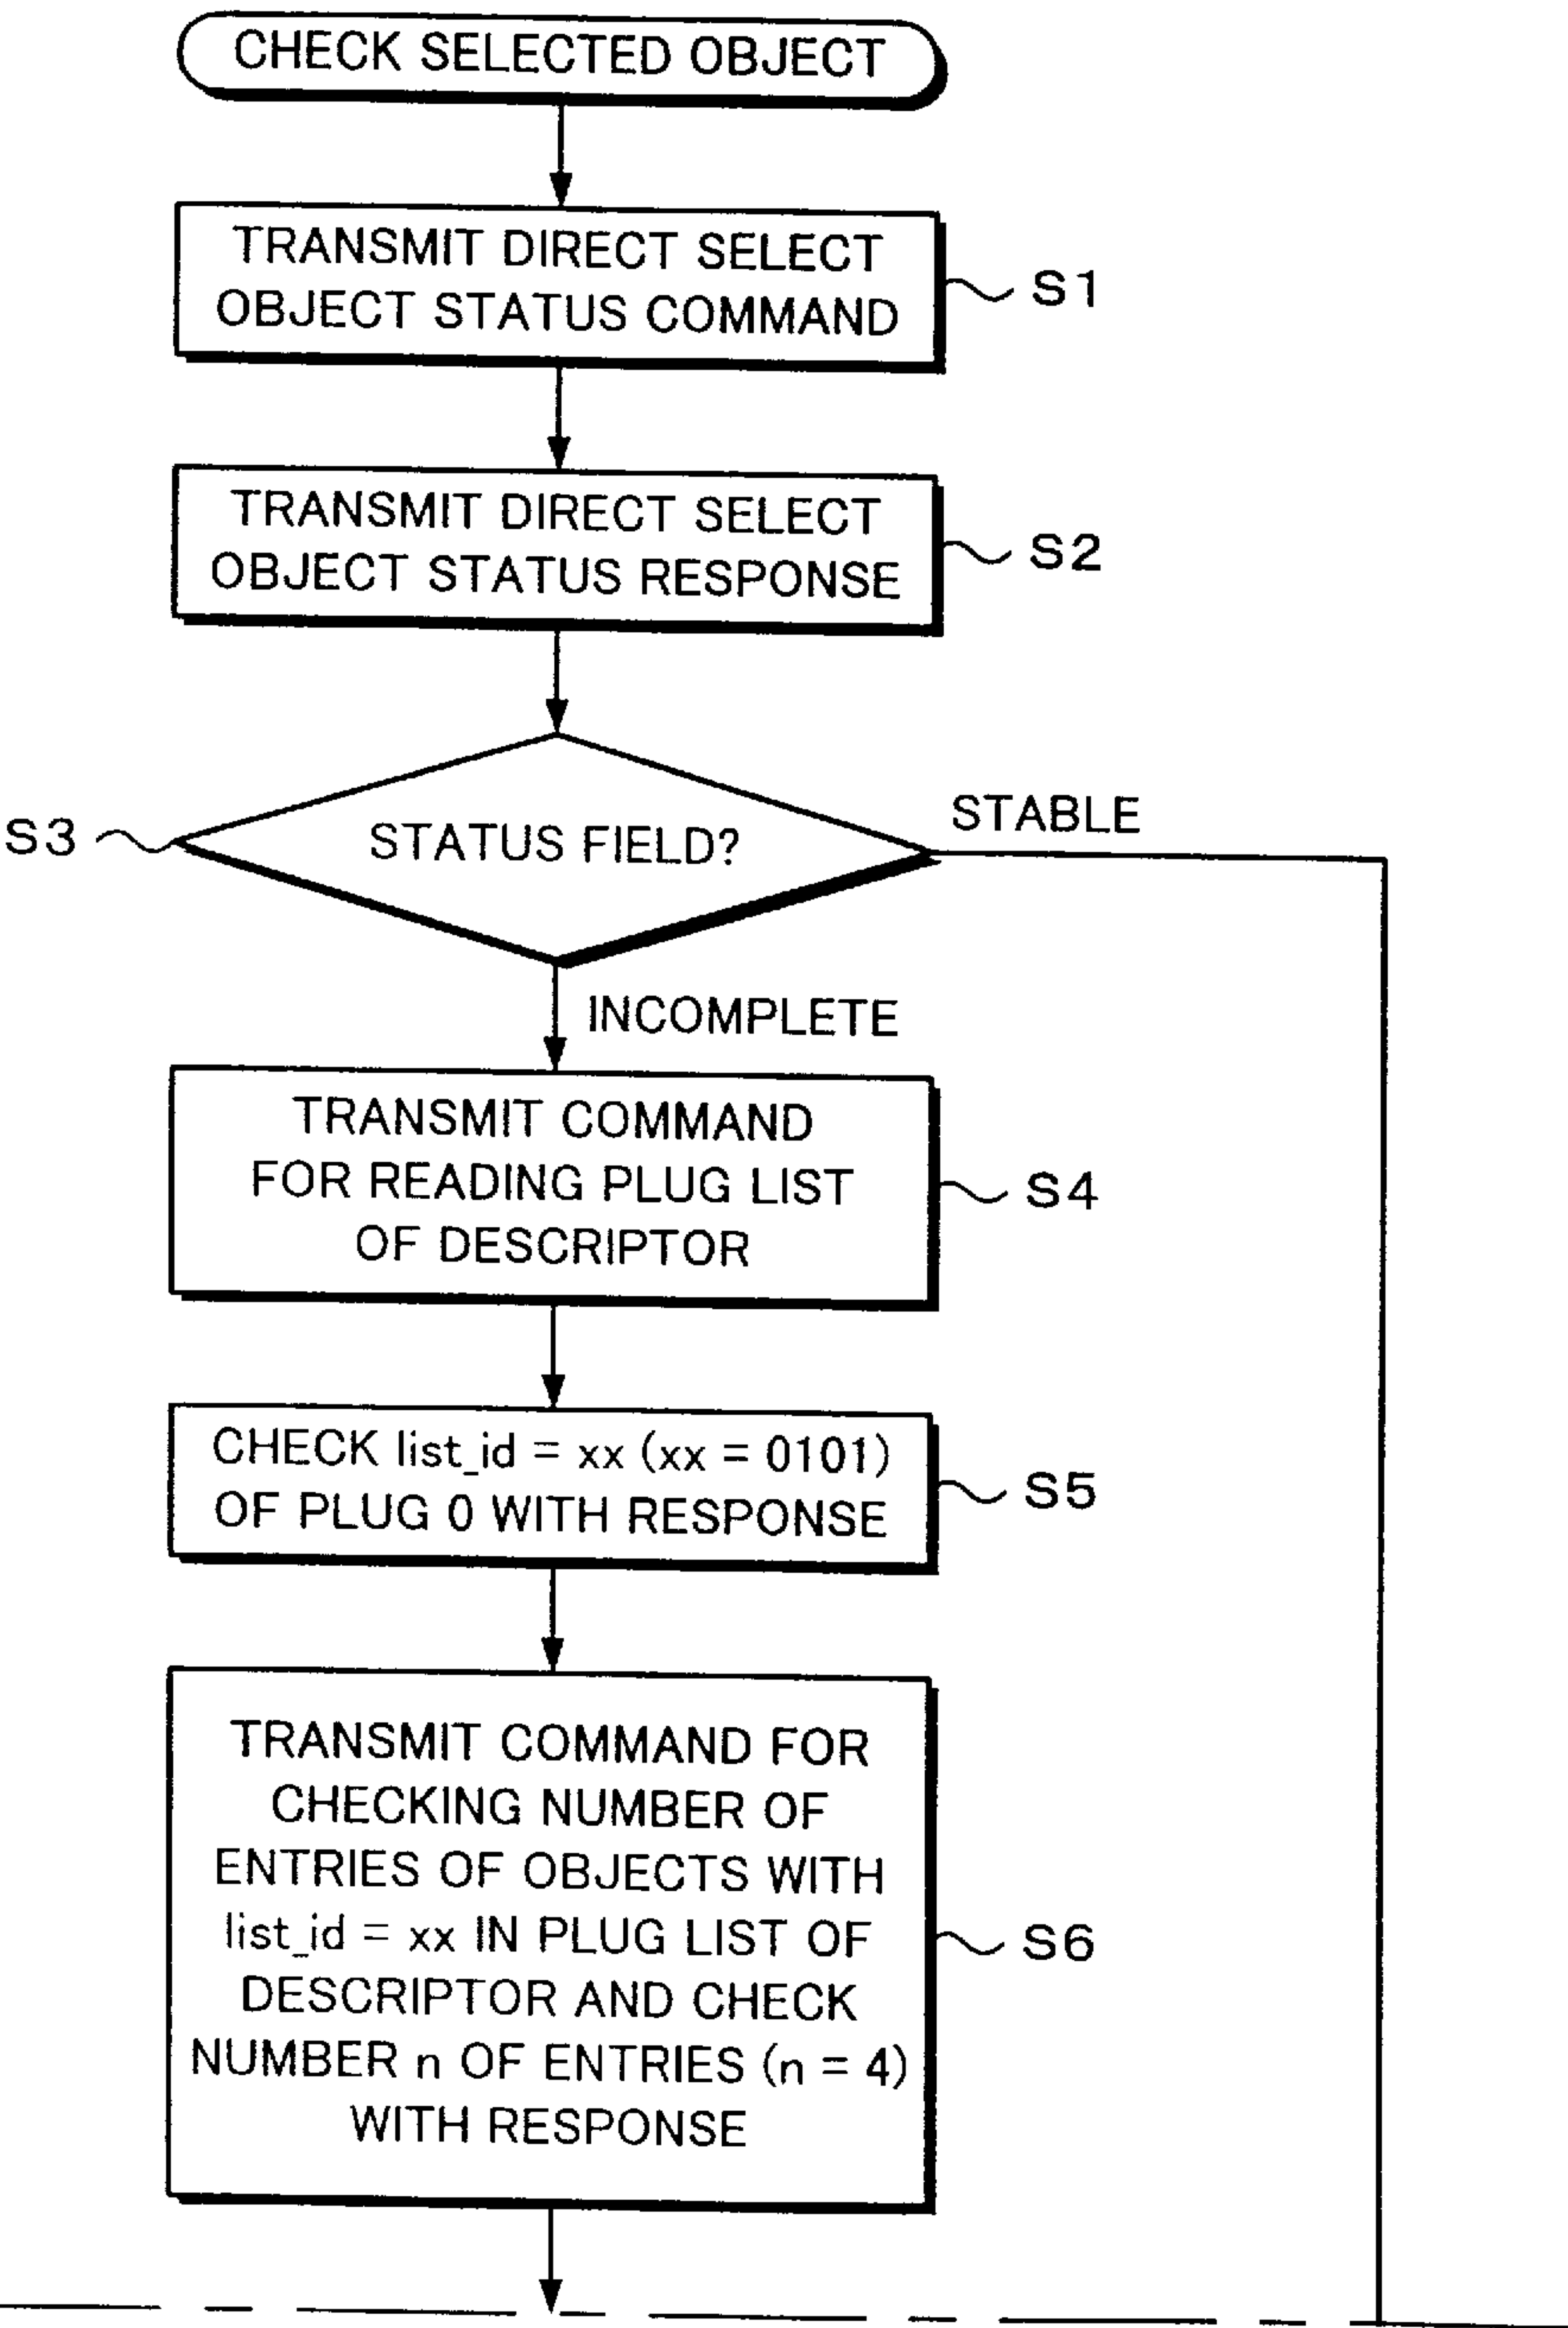 CHECK SELECTED OBJECT
TRANSMIT DIRECT SELECT
OBJECT STATUS COMMAND
S1
TRANSMIT DIRECT SELECT
OBJECT STATUS RESPONSE
S2
S3
STATUS FIELD?
STABLE
INCOMPLETE
TRANSMIT COMMAND
FOR READING PLUG LIST
OF DESCRIPTOR
S4
CHECK list_id = xx (xx = 0101)
OF PLUG 0 WITH RESPONSE
S5
TRANSMIT COMMAND FOR
CHECKING NUMBER OF
ENTRIES OF OBJECTS WITH
list_id = xx IN PLUG LIST OF
DESCRIPTOR AND CHECK
NUMBER n OF ENTRIES (n = 4)
WITH RESPONSE
S6